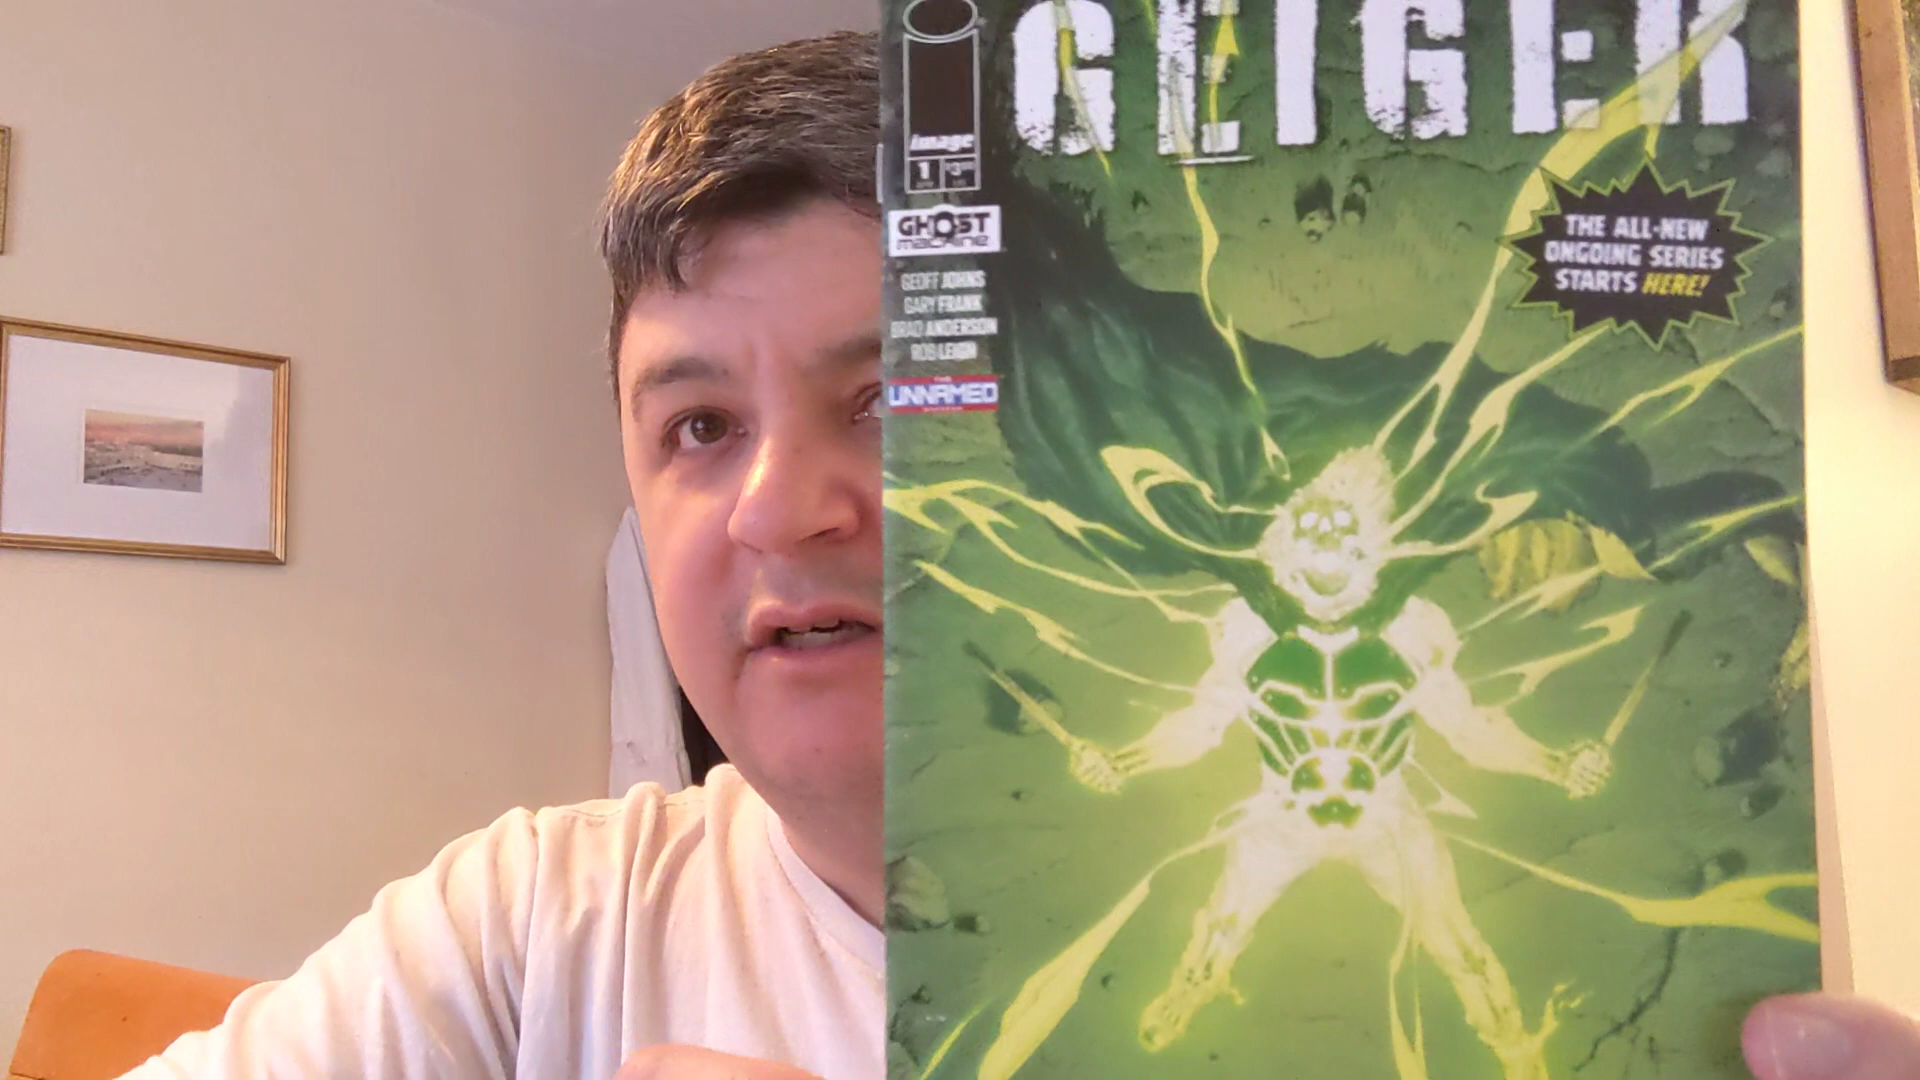 GEIGER
image
1
GHOST
machine
GEOFF JOHNS
GARY FRANK
BRAD ANDERSON
ROB LEIGH
THE
UNNAMED
THE ALL-NEW
ONGOING SERIES
STARTS HERE!